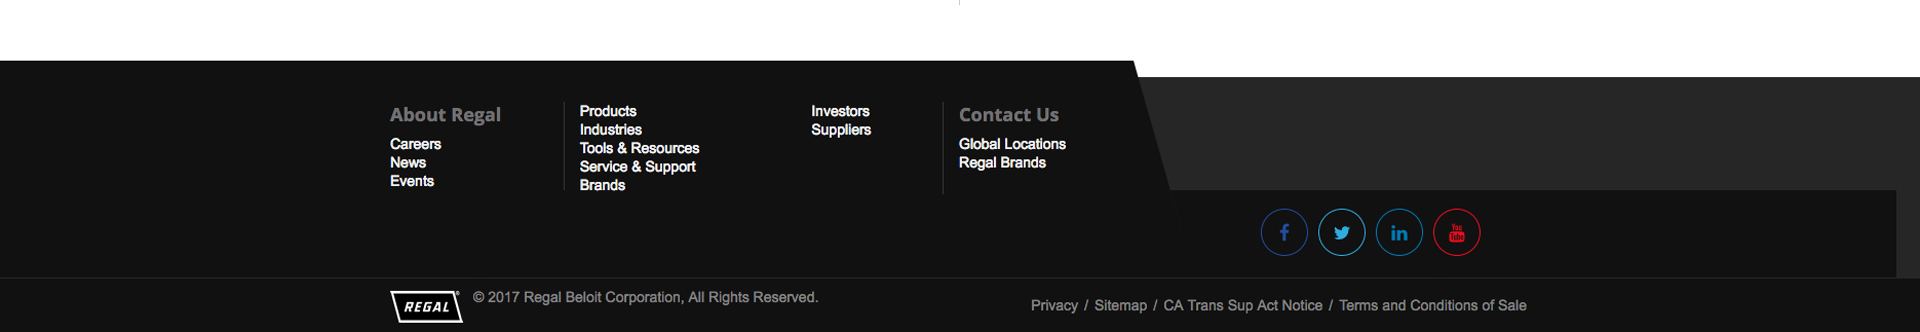 About Regal
Careers
News
Events
Products
Industries
Tools & Resources
Service & Support
Brands
Investors
Suppliers
Contact Us
Global Locations
Regal Brands
You
Tube
REGAL®
© 2017 Regal Beloit Corporation, All Rights Reserved.
Privacy / Sitemap / CA Trans Sup Act Notice / Terms and Conditions of Sale